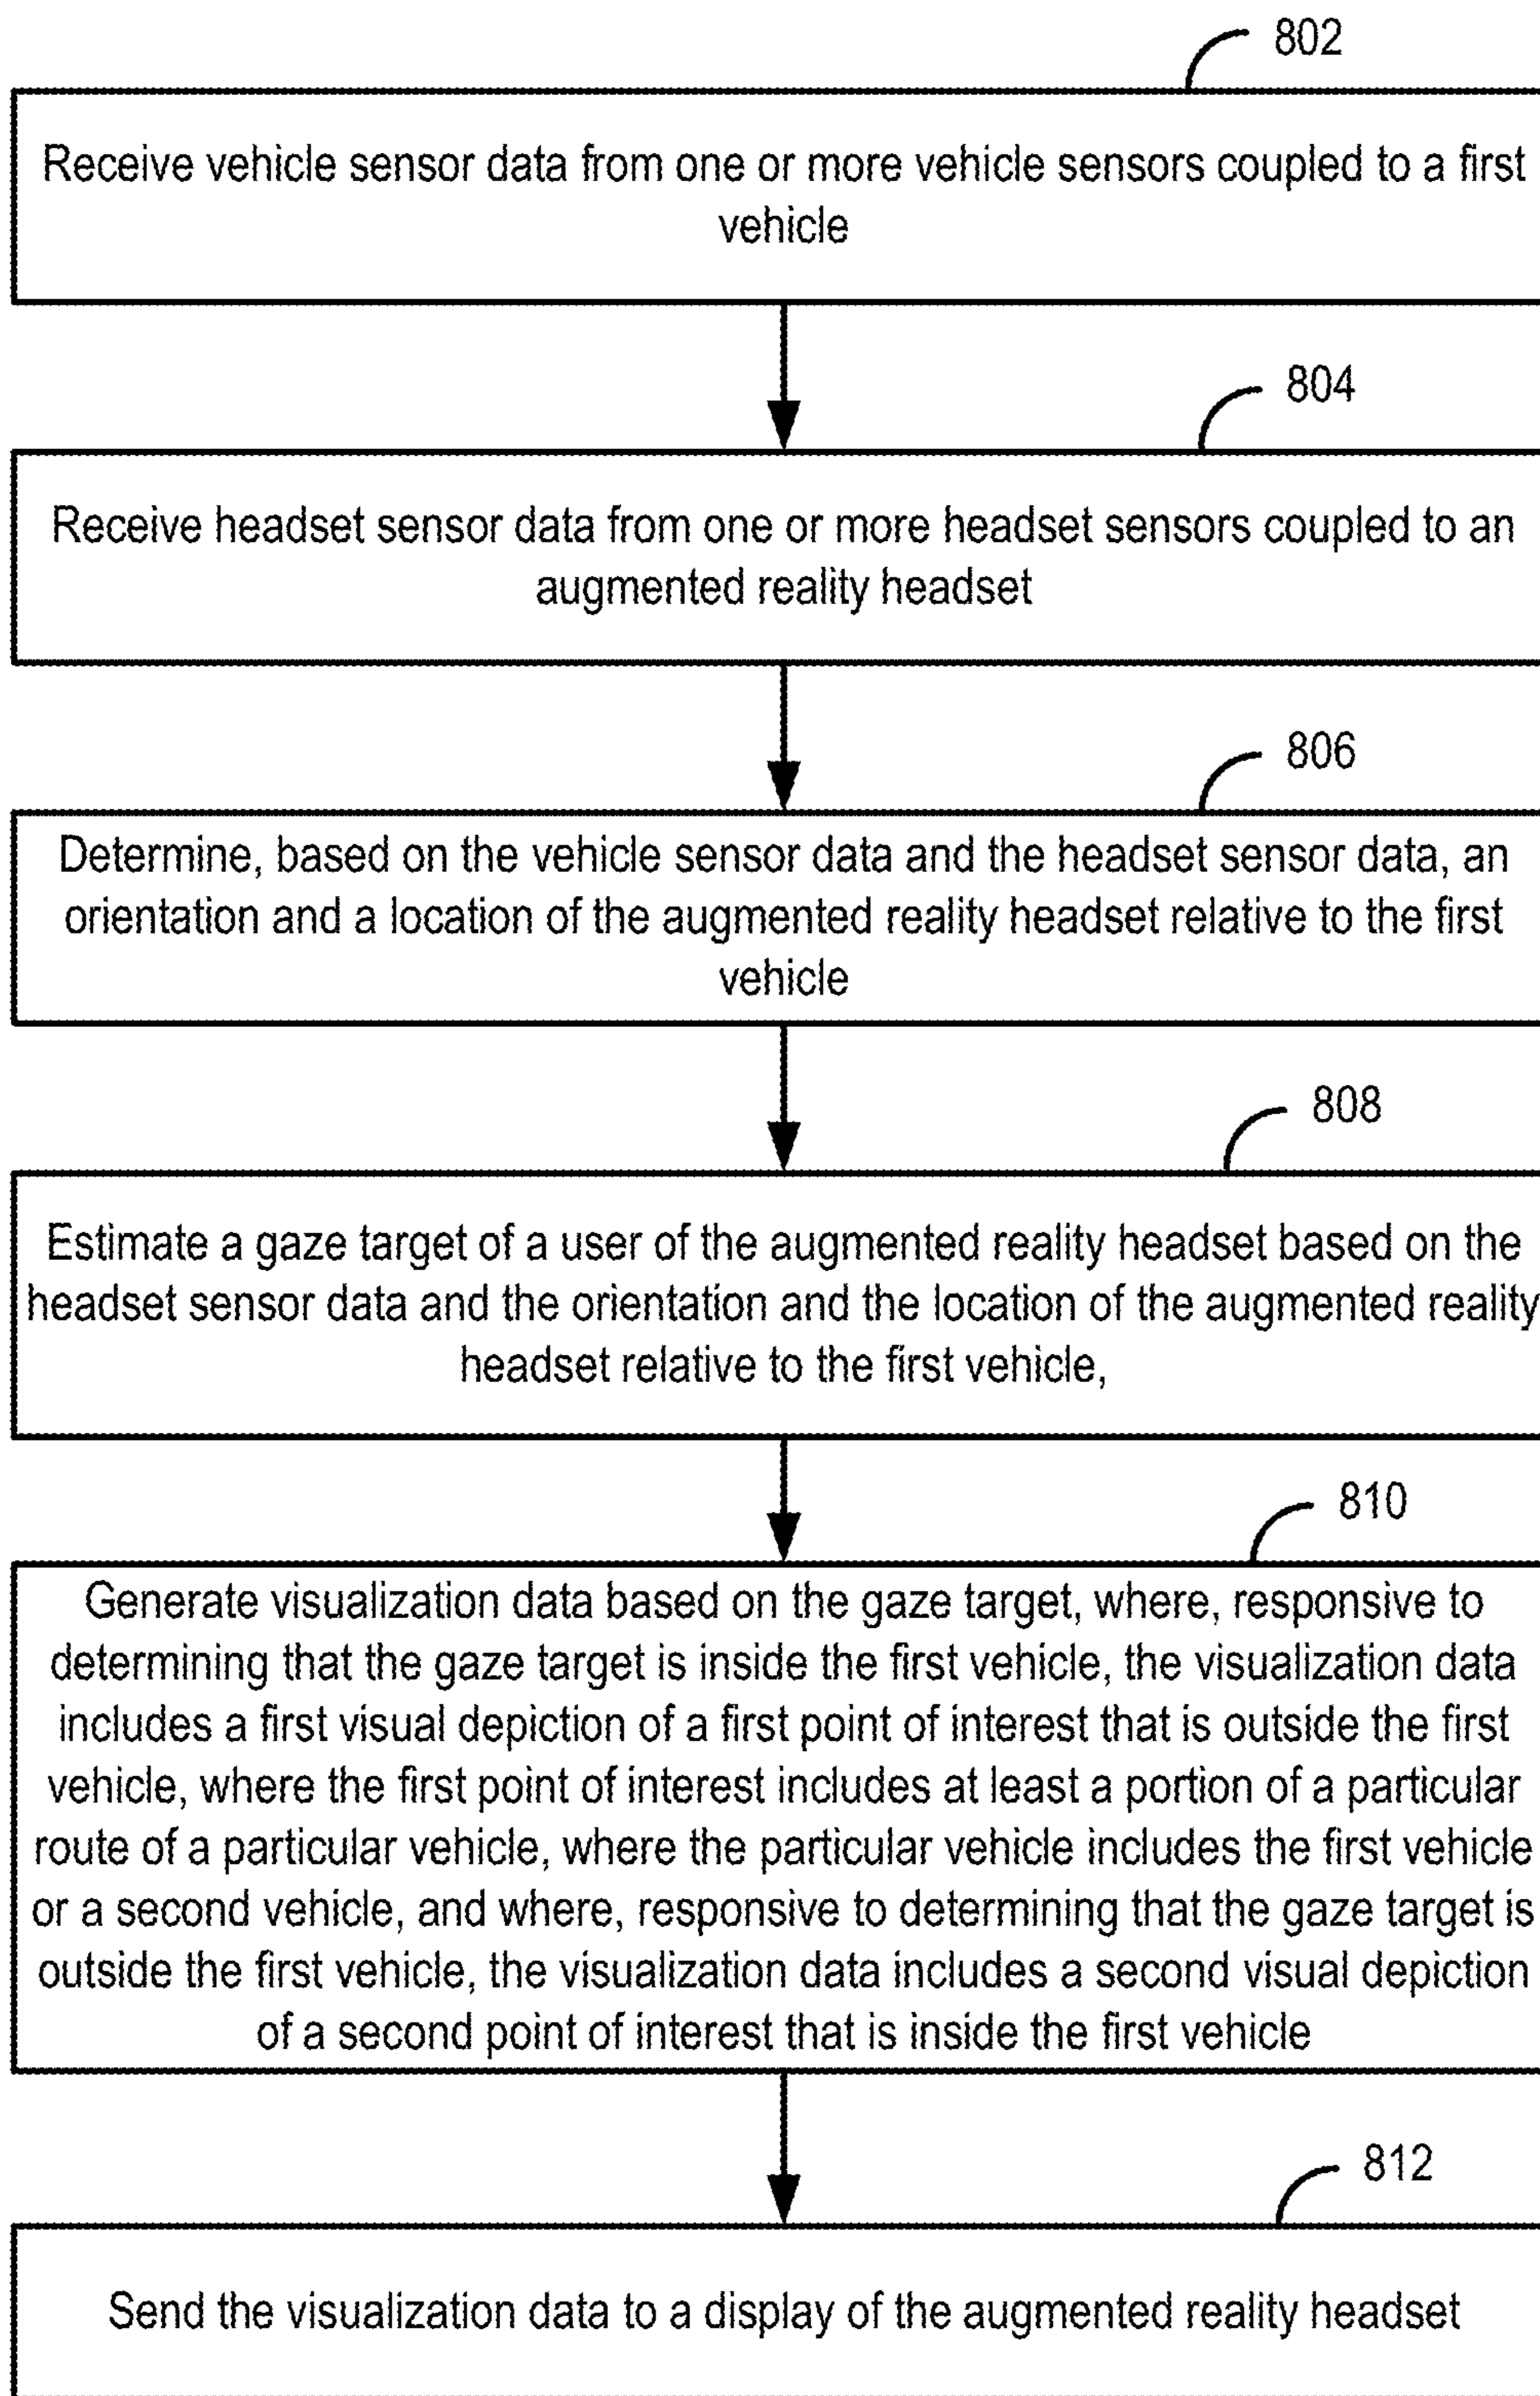 802
Receive vehicle sensor data from one or more vehicle sensors coupled to a first
vehicle
804
Receive headset sensor data from one or more headset sensors coupled to an
augmented reality headset
806
Determine, based on the vehicle sensor data and the headset sensor data, an
orientation and a location of the augmented reality headset relative to the first
vehicle
808
Estimate a gaze target of a user of the augmented reality headset based on the
headset sensor data and the orientation and the location of the augmented reality
headset relative to the first vehicle,
810
Generate visualization data based on the gaze target, where, responsive to
determining that the gaze target is inside the first vehicle, the visualization data
includes a first visual depiction of a first point of interest that is outside the first
vehicle, where the first point of interest includes at least a portion of a particular
route of a particular vehicle, where the particular vehicle includes the first vehicle
or a second vehicle, and where, responsive to determining that the gaze target is
outside the first vehicle, the visualization data includes a second visual depiction
of a second point of interest that is inside the first vehicle
812
Send the visualization data to a display of the augmented reality headset